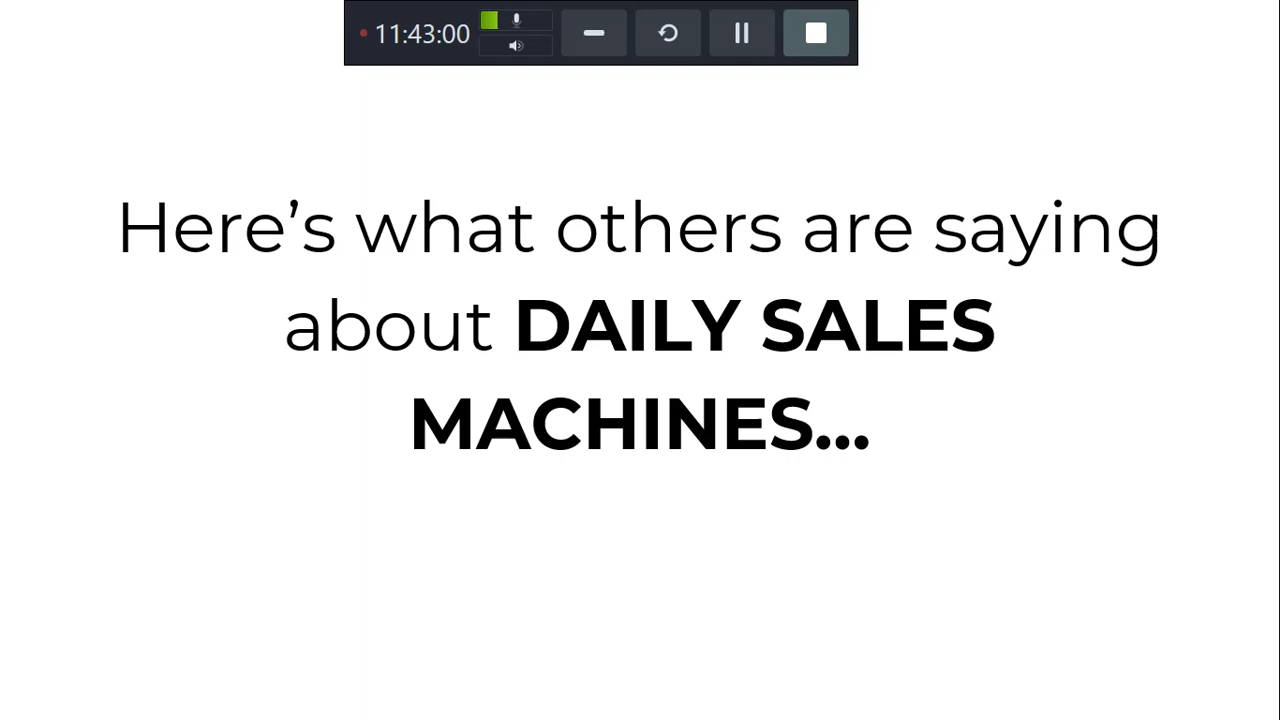 11:43:00
Here’s what others are saying
about DAILY SALES
MACHINES...